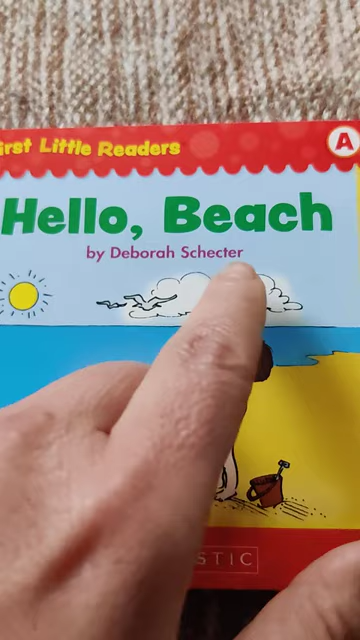 irst Little Readers
A
Hello, Beach
by Deborah Schecter
STIC